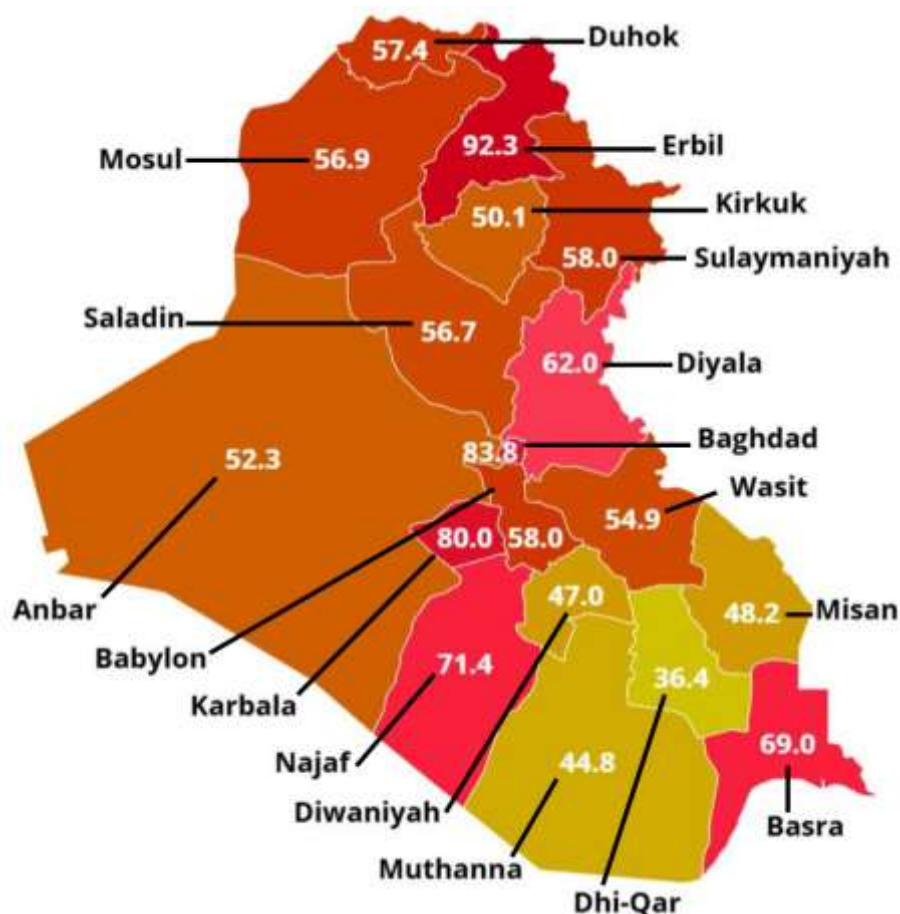 57.4
Duhok
Mosul
56.9
92.3
Erbil
50.1
Kirkuk
58.0
Sulaymaniyah
Saladin
56.7
62.0
Diyala
83.8
Baghdad
52.3
Wasit
54.9
80.0
58.0
Anbar
47.0
48.2
Misan
Babylon
71.4
36.4
Karbala
69.0
Najaf
44.8
Diwaniyah
Basra
Muthanna
Dhi-Qar